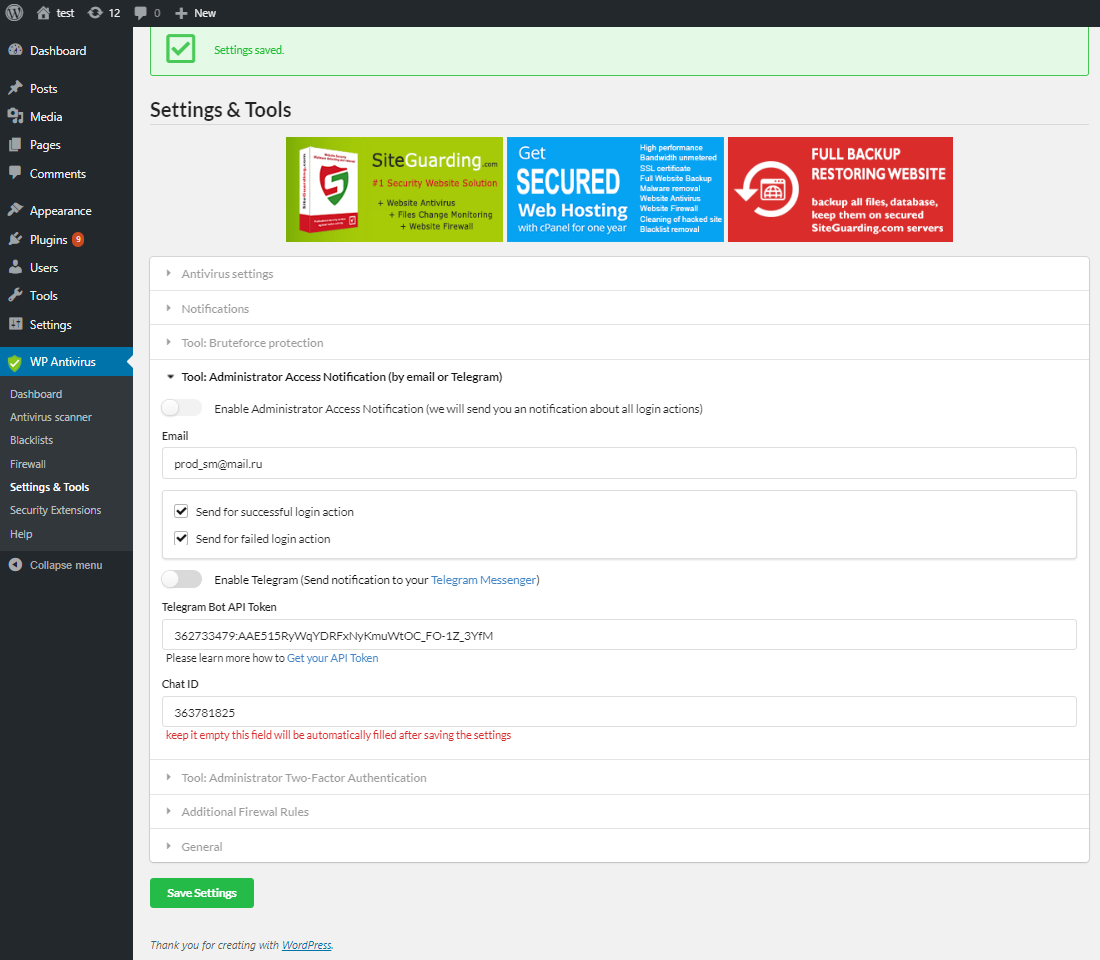 test 12 0 New
Dashboard
Posts
Media
Pages
Comments
Appearance
Plugins 9
Users
Tools
Settings
WP Antivirus
Dashboard
Antivirus scanner
Blacklists
Firewall
Settings & Tools
Security Extensions
Help
Collapse menu
Settings saved.
Settings & Tools
SiteGuarding.com
#1 Security Website Solution
+ Website Antivirus
+ Files Change Monitoring
+ Website Firewall
Get
SECURED
Web Hosting
with cPanel for one year
High performance
Bandwidth unmetered
SSL certificate
Full Website Backup
Malware removal
Website Antivirus
Website Firewall
Cleaning of hacked site
Blacklist removal
FULL BACKUP
RESTORING WEBSITE
backup all files, database,
keep them on secured
SiteGuarding.com servers
Antivirus settings
Notifications
Tool: Bruteforce protection
Tool: Administrator Access Notification (by email or Telegram)
Enable Administrator Access Notification (we will send you an notification about all login actions)
Email
prod_sm@mail.ru
Send for successful login action
Send for failed login action
Enable Telegram (Send notification to your Telegram Messenger)
Telegram Bot API Token
362733479:AAE515RyWqYDRFxNyKmuWtOC_FO-1Z_3YfM
Please learn more how to Get your API Token
Chat ID
363781825
keep it empty this field will be automatically filled after saving the settings
Tool: Administrator Two-Factor Authentication
Additional Firewal Rules
General
Save Settings
Thank you for creating with WordPress.